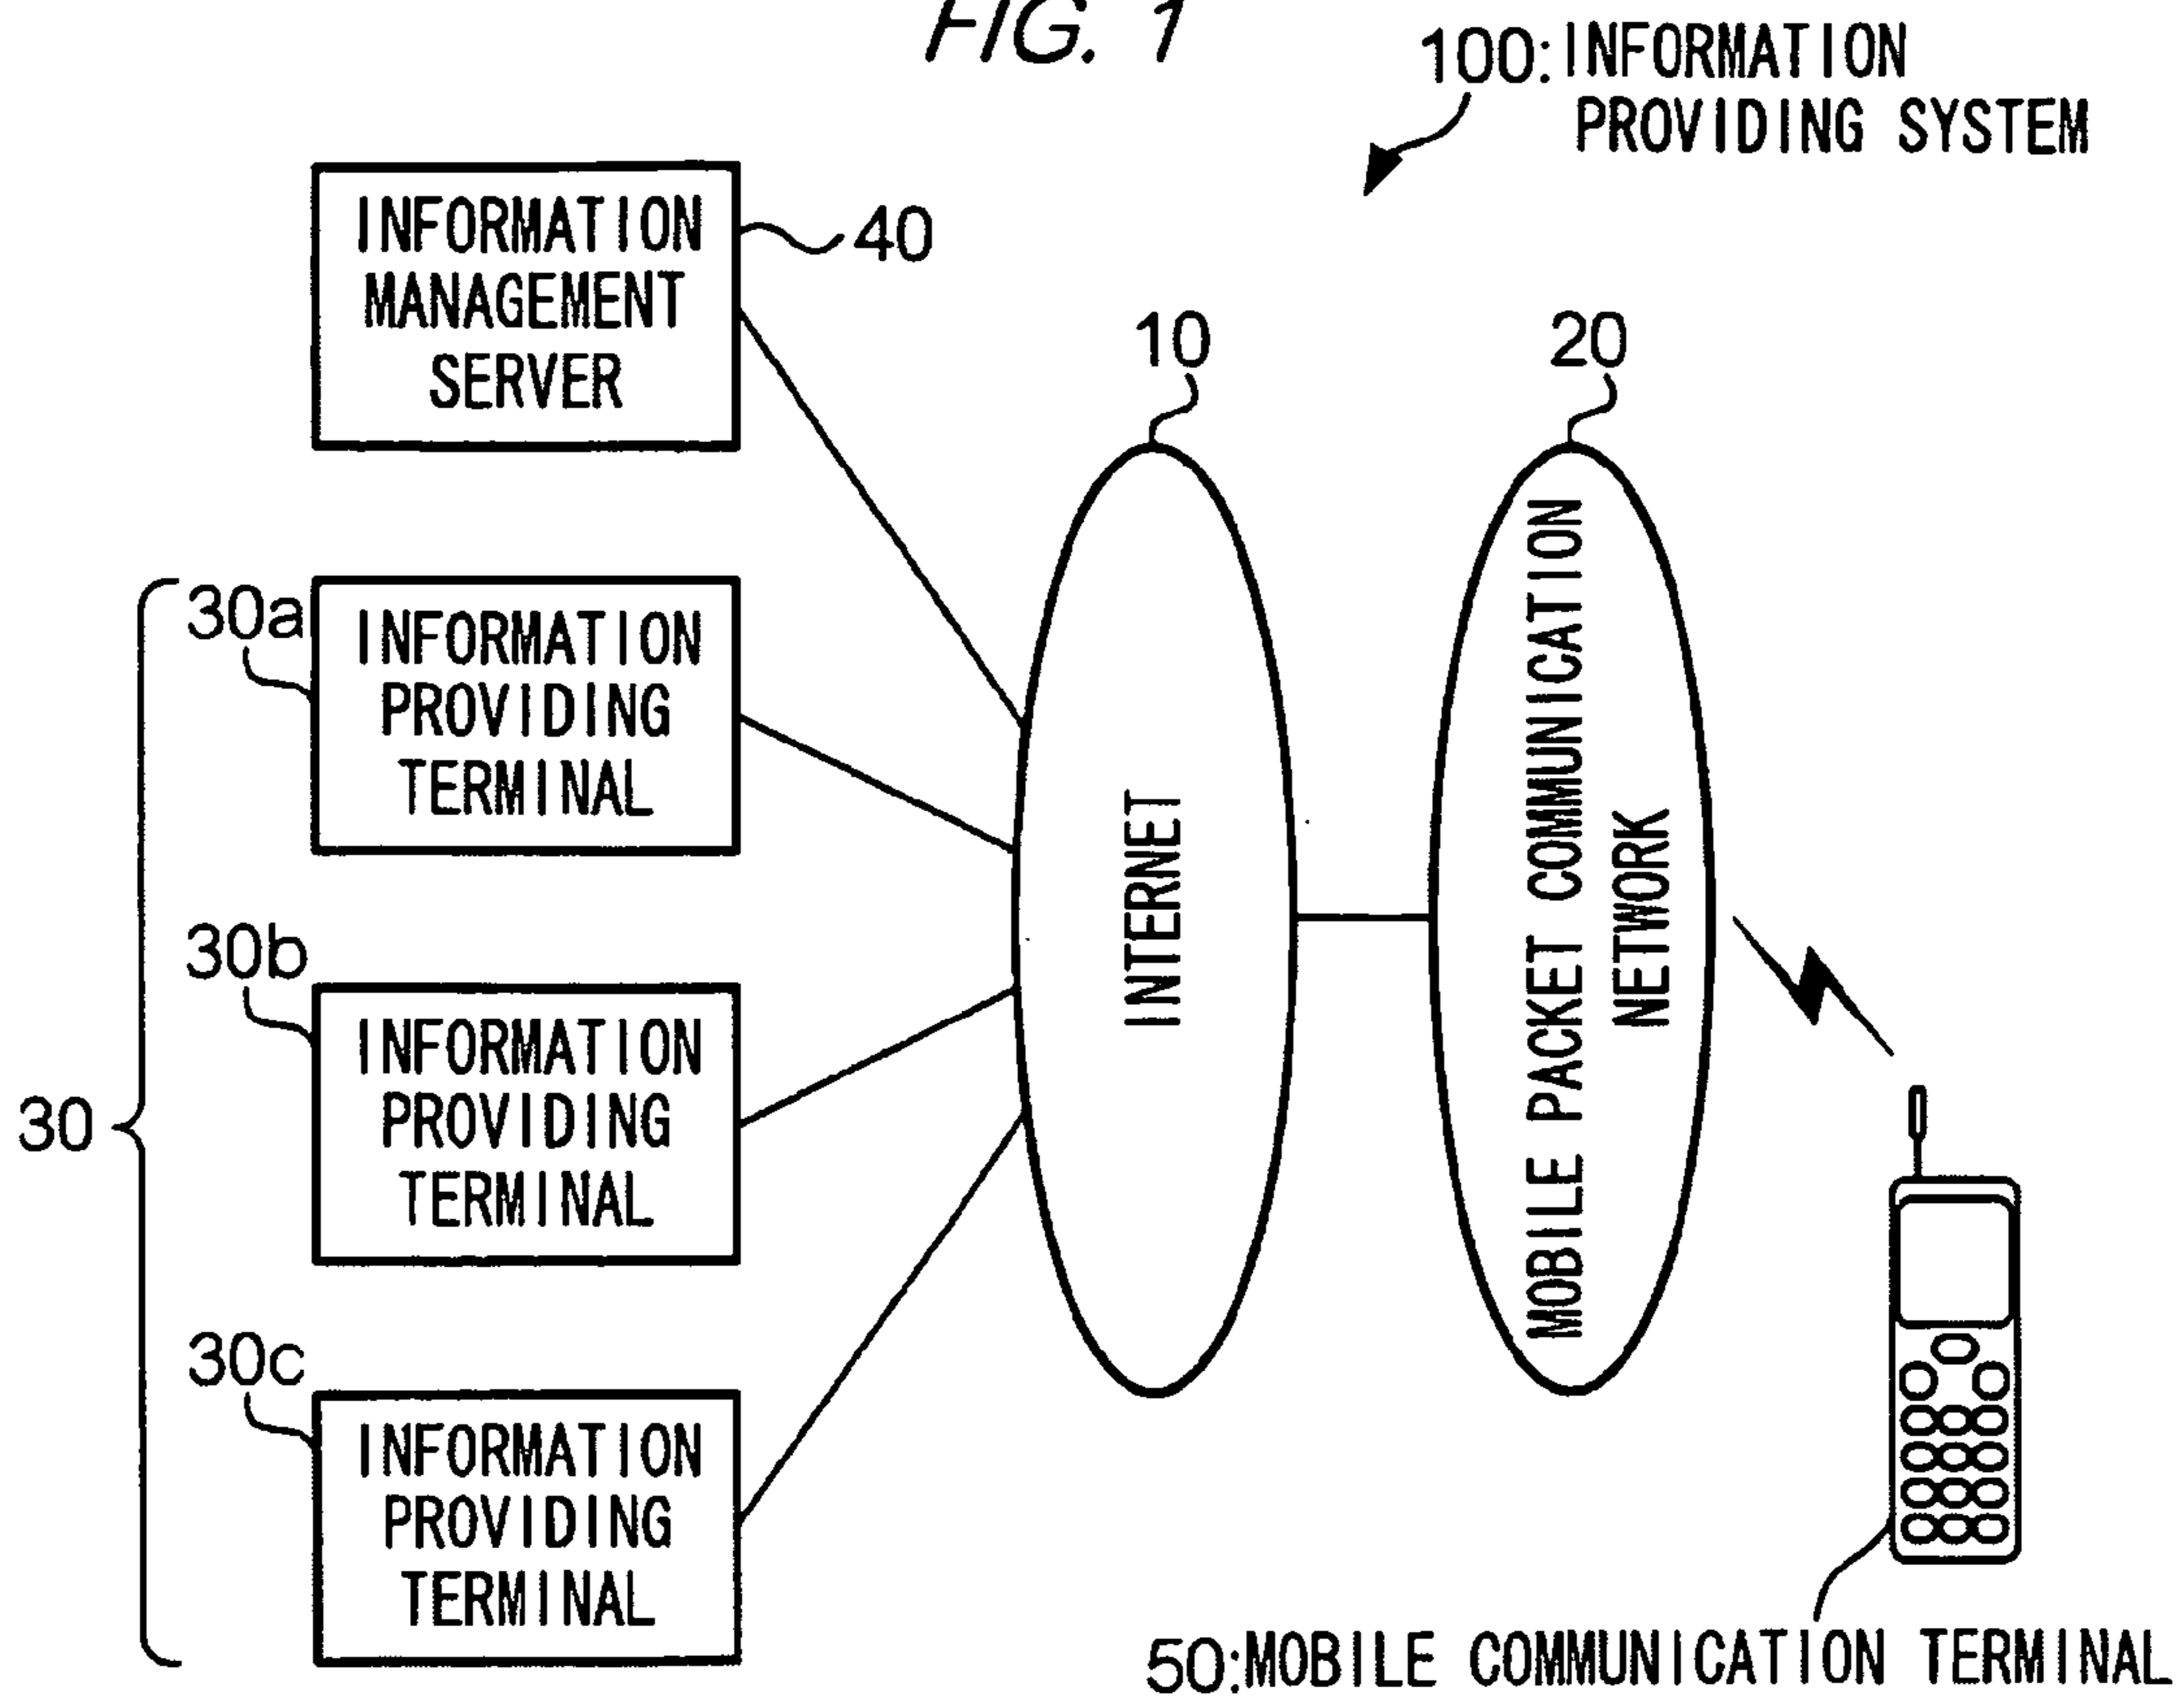 FIG. 1
100: INFORMATION
PROVIDING SYSTEM
INFORMATION
MANAGEMENT
SERVER
40
10
20
30a
INFORMATION
PROVIDING
TERMINAL
30b
INFORMATION
PROVIDING
TERMINAL
30
30c
INFORMATION
PROVIDING
TERMINAL
INTERNET
MOBILE PACKET COMMUNICATION
NETWORK
50:MOBILE COMMUNICATION TERMINAL